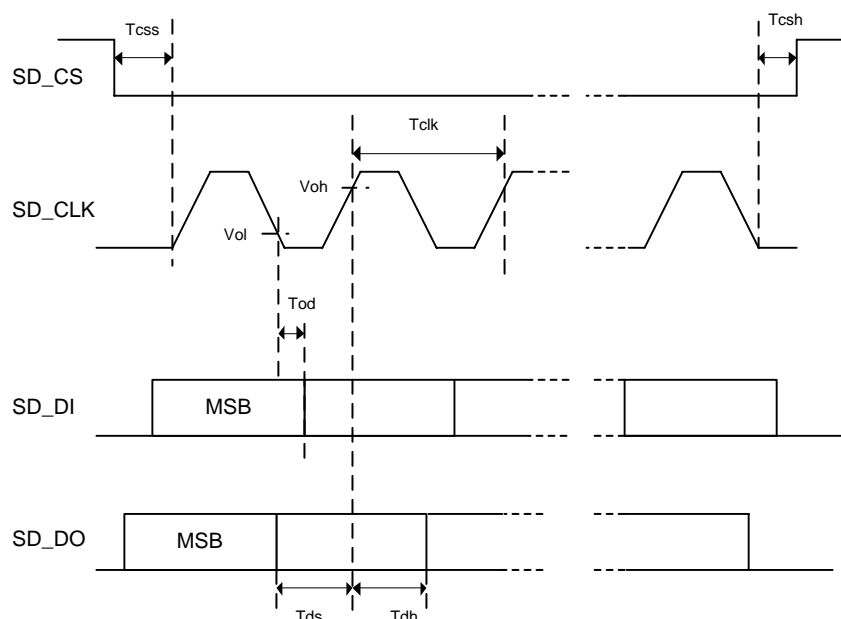 Tcss
Tcsh
SD_CS
Tclk
Voh
SD_CLK
Vol
Tod
SD_DI
MSB
SD_DO
MSB
Tds
Tdh